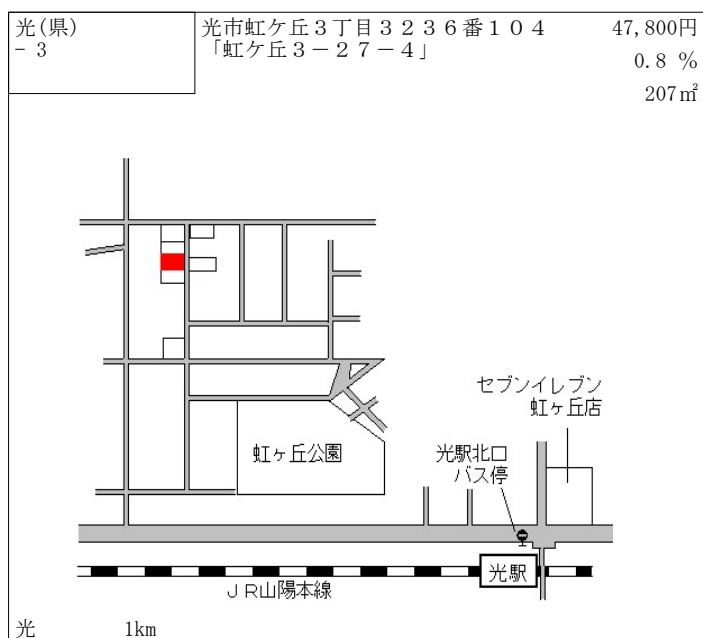 光(県)
－3
光市虹ケ丘３丁目３２３６番１０４
「虹ケ丘３－２７－４」
47,800円
0.8 %
207㎡
セブンイレブン
虹ヶ丘店
光駅北口
バス停
虹ヶ丘公園
光駅
ＪＲ山陽本線
光 1km